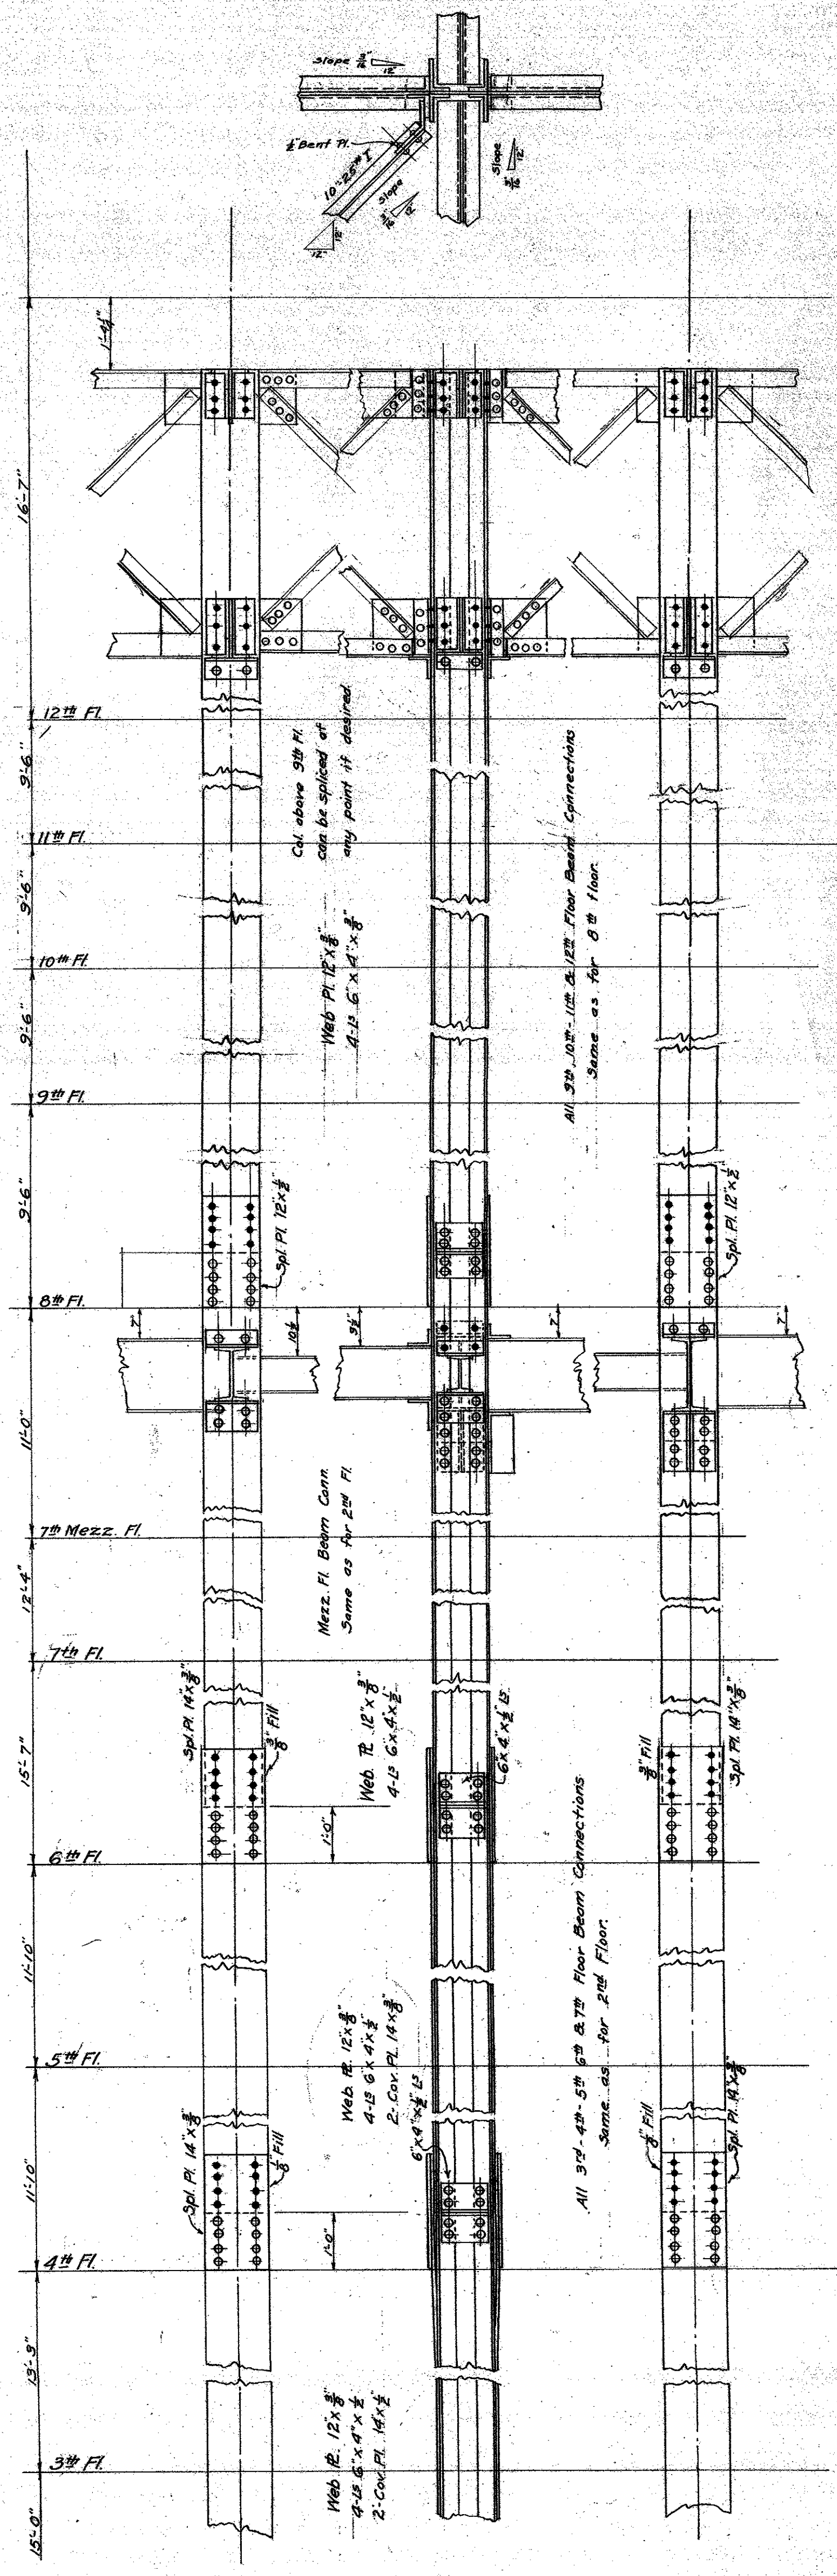 Slope 3/16" 12"
½" Bent Pl.
10"-25## I
Slope 3/16 12
12" 12"
Slope 3/16" 12"
1'-4½"
16'-7"
12th Fl.
9'-6"
Col. above 9th Fl.
can be spliced at
any point if desired
11th Fl.
9'-6"
Web Pl. 12"x3/8"
4-Ls 6"x4"x3/8"
All 9th, 10th-11th & 12th Floor Beam Connections
Same as for 8th floor.
10th Fl.
9'-6"
9th Fl.
9'-6"
Spl. Pl. 12"x½"
Spl. Pl. 12"x½"
8th Fl.
7"
10½"
9½"
7"
7"
11'-0"
Mezz. Fl. Beam Conn.
Same as for 2nd Fl.
7th Mezz. Fl.
12'-4"
7th Fl.
Spl. Pl. 14"x3/8"
3/8" Fill
Web. Pl. 12"x3/8"
4-Ls 6"x4"x½"
6"x4"x½" Ls
3/8" Fill
Spl. Pl. 14"x3/8"
15'-7"
1'-0"
6th Fl.
11'-10"
All 3rd-4th-5th 6th & 7th Floor Beam Connections
Same as for 2nd Floor.
Web. Pl. 12"x3/8"
4-Ls 6"x4"x½"
2-Cov. Pl. 14"x3/8"
5th Fl.
11'-10"
Spl. Pl. 14"x3/8"
1/8" Fill
6"x4"x½" Ls
1/8" Fill
Spl. Pl. 14"x3/8"
1'-0"
4th Fl.
13'-3"
Web. Pl. 12"x3/8"
4-Ls 6"x4"x½"
2-Cov. Pl. 14"x½"
3th Fl.
15'-0"